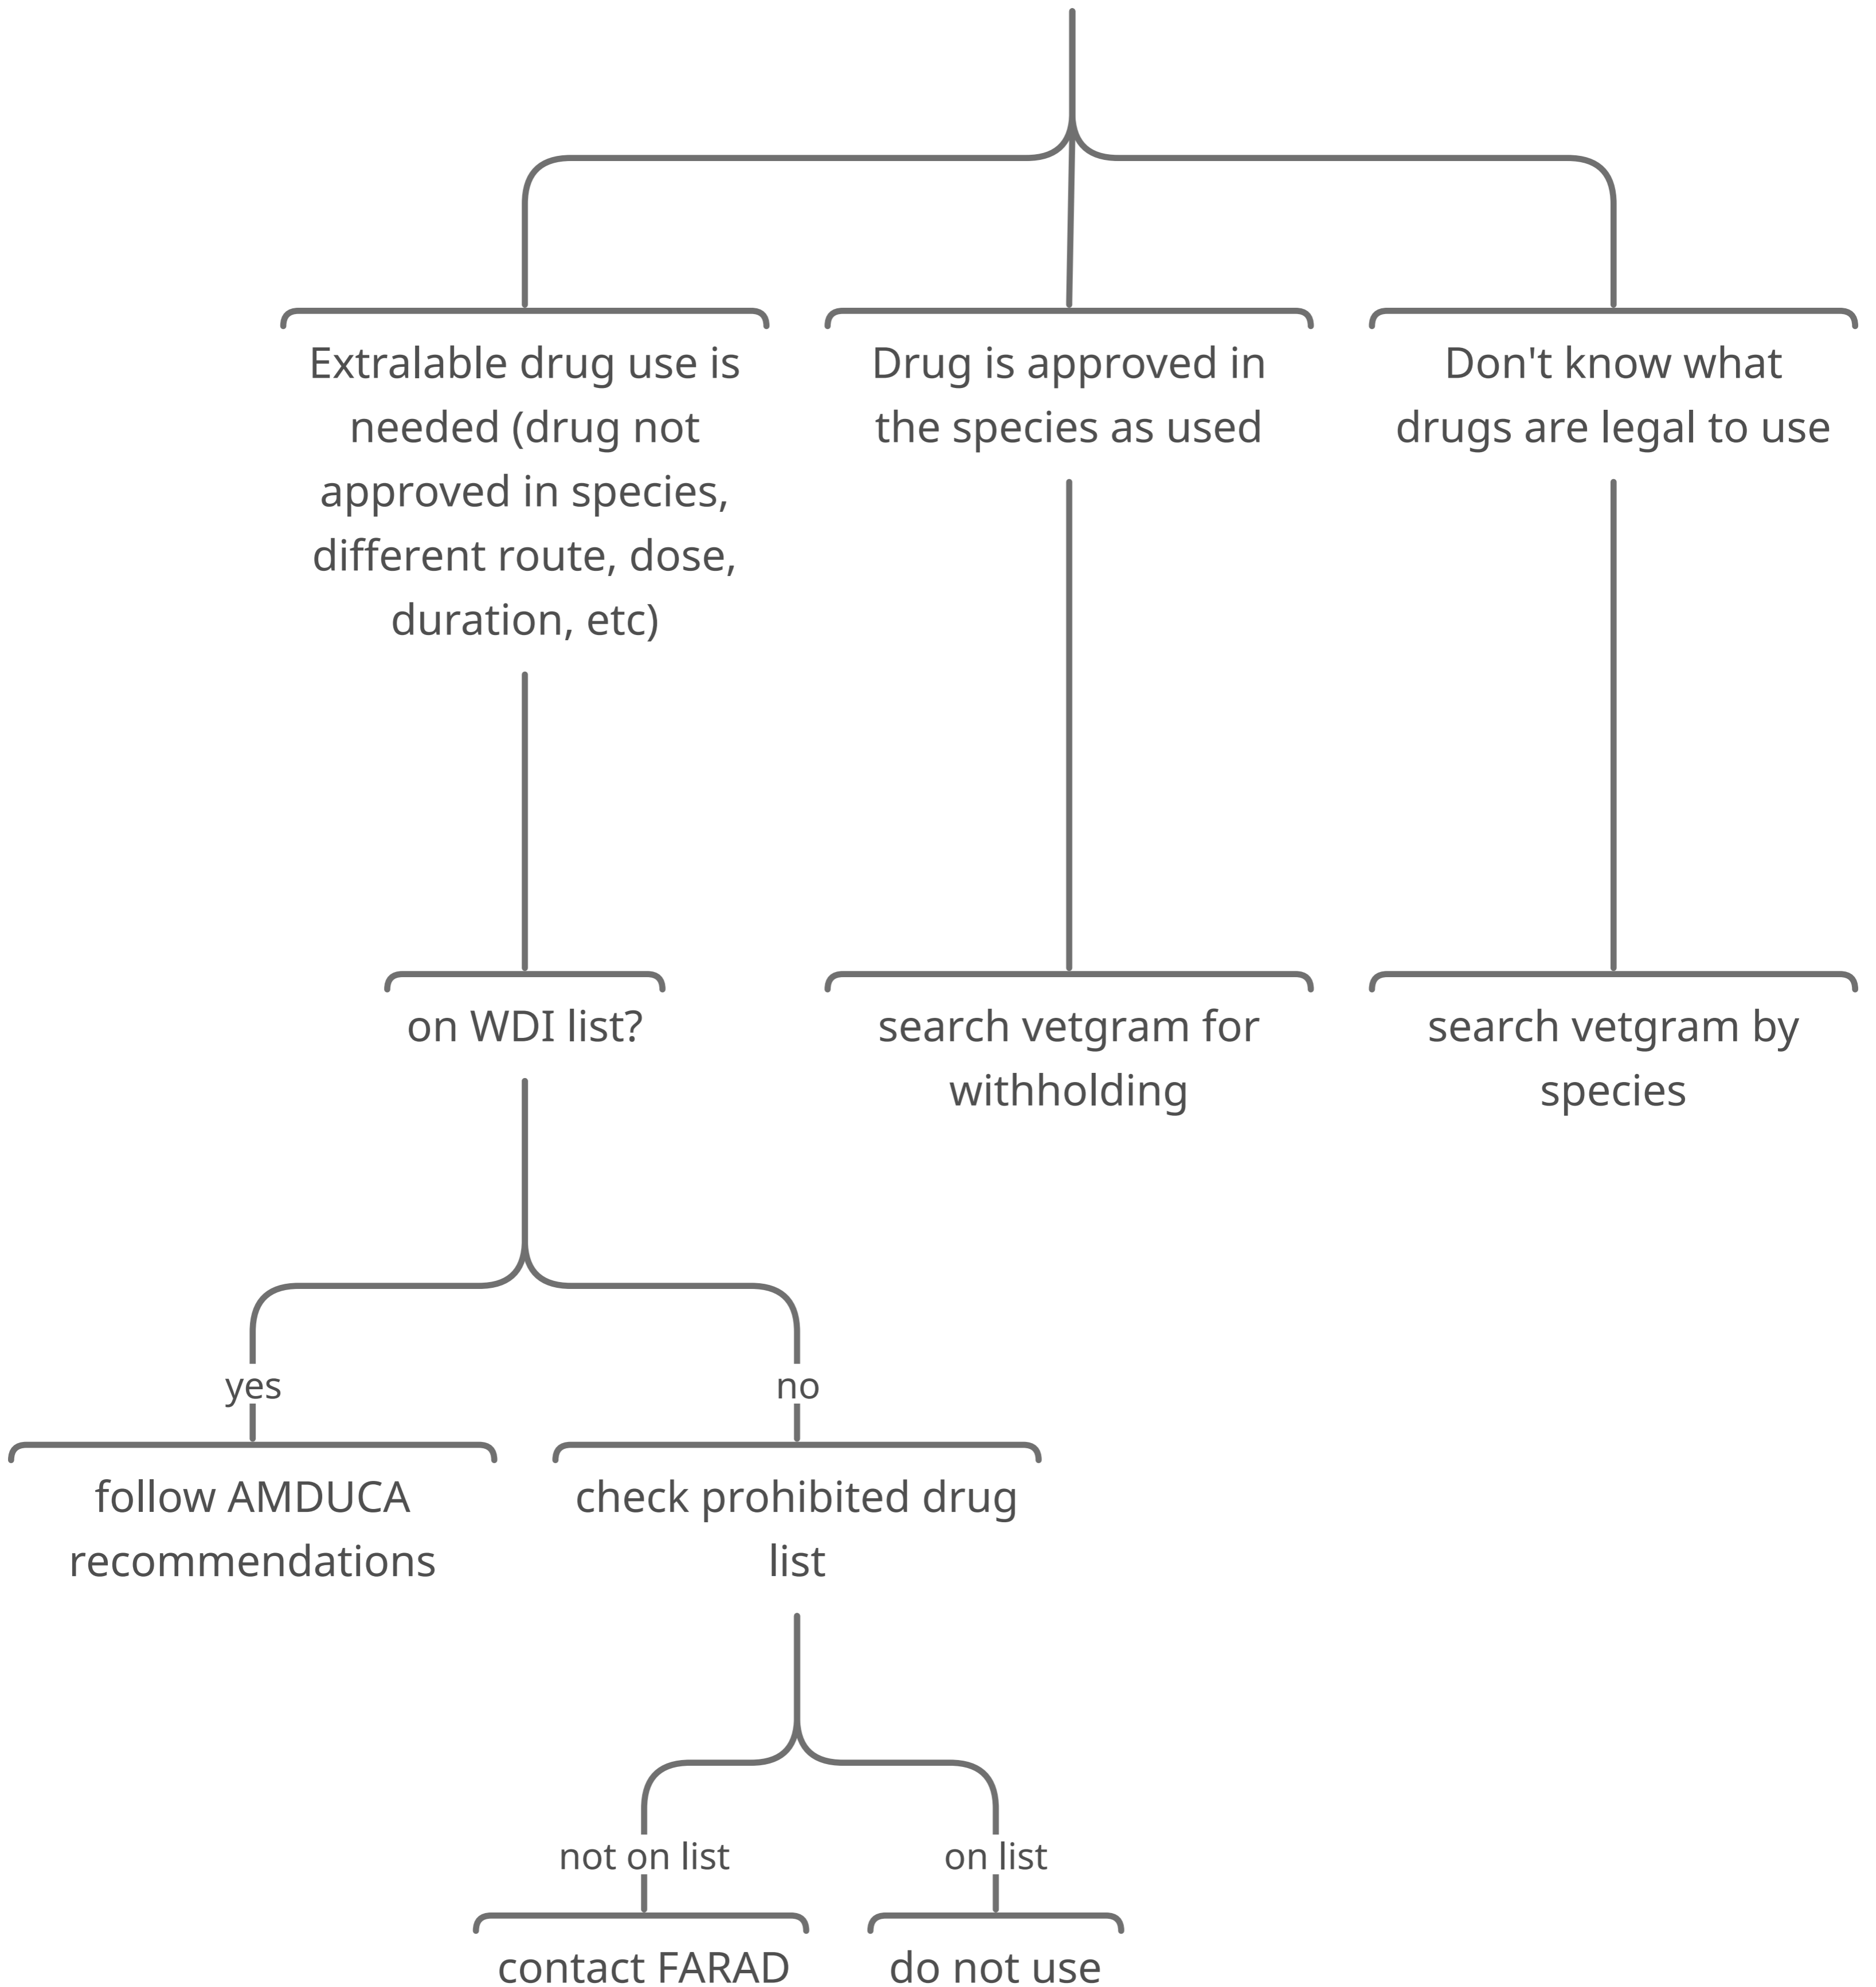 Extralable drug use is
needed (drug not
approved in species,
different route, dose,
duration, etc)
Drug is approved in
the species as used
Don't know what
drugs are legal to use
on WDI list?
search vetgram for
withholding
search vetgram by
species
yes
no
follow AMDUCA
recommendations
check prohibited drug
list
not on list
on list
contact FARAD
do not use